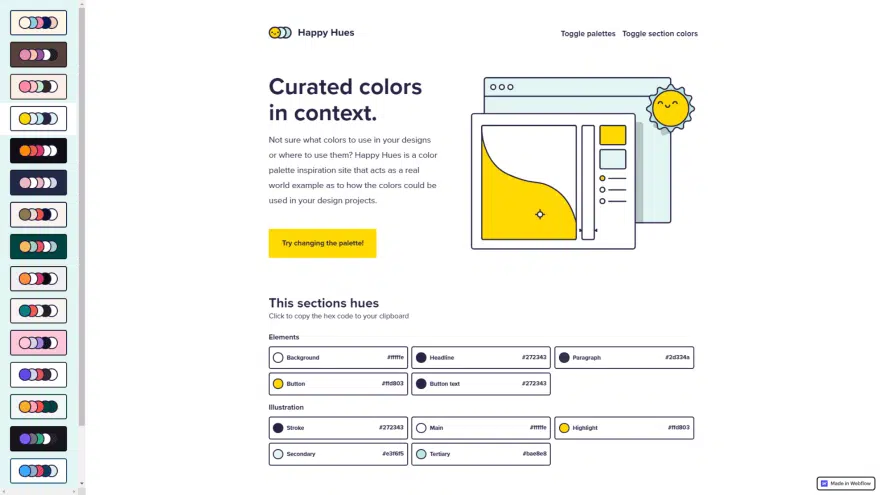 Happy Hues
Toggle palettes
Toggle section colors
Curated colors
in context.
Not sure what colors to use in your designs
or where to use them? Happy Hues is a color
palette inspiration site that acts as a real
world example as to how the colors could be
used in your design projects.
Try changing the palette!
This sections hues
Click to copy the hex code to your clipboard
Elements
Background #fffffe
Headline #272343
Paragraph #2d334a
Button #ffd803
Button text #272343
Illustration
Stroke #272343
Main #fffffe
Highlight #ffd803
Secondary #e3f6f5
Tertiary #bae8e8
Made in Webflow